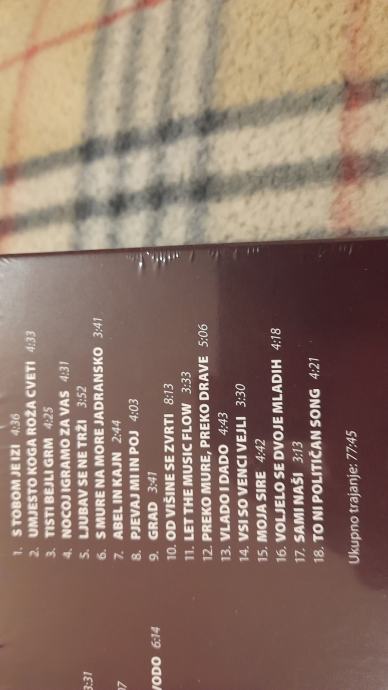 1. S TOBOM JE IZI 4:36
2. UMJESTO KOGA ROŽA CVETI 4:33
3. TISTI BEJLI GRM 4:25
4. NOCOJ IGRAMO ZA VAS 4:31
5. LJUBAV SE NE TRŽI 3:52
6. S MURE NA MORE JADRANSKO 3:41
7. ABEL IN KAJN 2:44
8. PJEVAJ MI IN POJ 4:03
9. GRAD 3:41
10. OD VIŠINE SE ZVRTI 8:13
11. LET THE MUSIC FLOW 3:33
12. PREKO MURE, PREKO DRAVE 5:06
13. VLADO I DADO 4:43
14. VSI SO VENCI VEJLI 3:30
15. MOJA SIRE 4:42
16. VOLJELO SE DVOJE MLADIH 4:18
17. SAMI NAŠI 3:13
18. TO NI POLITIČAN SONG 4:21
Ukupno trajanje: 77:45
3:31
07
VODO 6:14